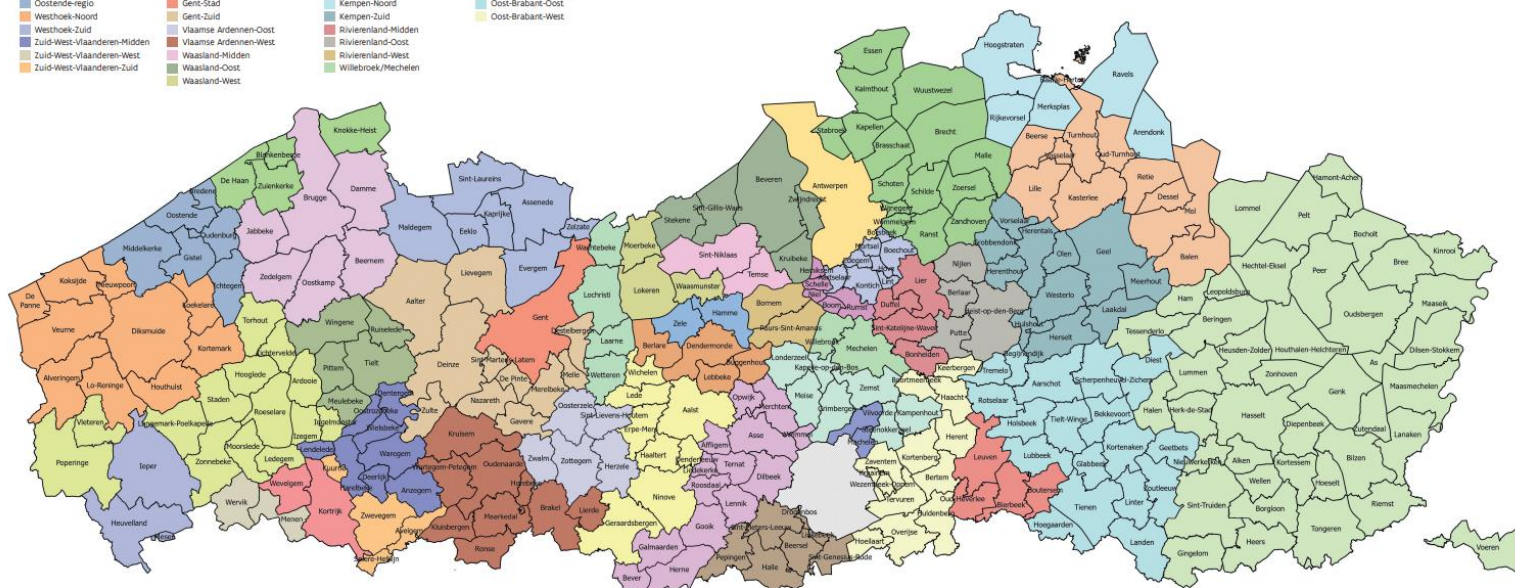 Oostende-regio
Westhoek-Noord
Westhoek-Zuid
Zuid-West-Vlaanderen-Midden
Zuid-West-Vlaanderen-West
Zuid-West-Vlaanderen-Zuid
Gent-Stad
Gent-Zuid
Vlaamse Ardennen-Oost
Vlaamse Ardennen-West
Waasland-Midden
Waasland-Oost
Waasland-West
Kempen-Noord
Kempen-Zuid
Rivierenland-Midden
Rivierenland-Oost
Rivierenland-West
Willebroek/Mechelen
Oost-Brabant-Oost
Oost-Brabant-West
Knokke-Heist
Blankenberge
De Haan
Zuienkerke
Bredene
Brugge
Damme
Oostende
Oudenburg
Jabbeke
Middelkerke
Gistel
Ichtegem
Zedelgem
Oostkamp
Beernem
Koksijde
De
Panne
Nieuwpoort
Koekelare
Veurne
Diksmuide
Kortemark
Alveringem
Lo-Reninge
Houthulst
Torhout
Lichtervelde
Wingene
Ruiselede
Tielt
Pittem
Meulebeke
Hooglede
Ardooie
Staden
Roeselare
Langemark-Poelkapelle
Vleteren
Poperinge
Ieper
Zonnebeke
Moorslede
Ledegem
Izegem
Ingelmunster
Oostrozebeke
Dentergem
Wielsbeke
Lendelede
Kuurne
Waregem
Deerlijk
Harelbeke
Anzegem
Wevelgem
Kortrijk
Wervik
Menen
Heuvelland
Mesen
Zwevegem
Avelgem
Spiere-Helkijn
Sint-Laureins
Maldegem
Eeklo
Kaprijke
Assenede
Zelzate
Evergem
Wachtebeke
Lievegem
Aalter
Gent
Lochristi
Destelbergen
Laarne
Wetteren
Deinze
Sint-Martens-Latem
De Pinte
Melle
Merelbeke
Nazareth
Zulte
Gavere
Oosterzele
Kruisem
Wortegem-Petegem
Oudenaarde
Zwalm
Zottegem
Herzele
Sint-Lievens-Houtem
Horebeke
Kluisbergen
Maarkedal
Brakel
Lierde
Ronse
Moerbeke
Stekene
Sint-Gillis-Waas
Beveren
Zwijndrecht
Kruibeke
Sint-Niklaas
Temse
Lokeren
Waasmunster
Zele
Hamme
Berlare
Dendermonde
Buggenhout
Lebbeke
Wichelen
Lede
Aalst
Erpe-Mere
Haaltert
Denderleeuw
Ninove
Geraardsbergen
Essen
Kalmthout
Wuustwezel
Kapellen
Stabroek
Brecht
Brasschaat
Malle
Schoten
Schilde
Zoersel
Wijnegem
Wommelgem
Borsbeek
Ranst
Zandhoven
Antwerpen
Mortsel
Boechout
Edegem
Hove
Lint
Kontich
Hemiksem
Aartselaar
Schelle
Niel
Boom
Rumst
Bornem
Puurs-Sint-Amands
Willebroek
Mechelen
Lier
Duffel
Sint-Katelijne-Waver
Bonheiden
Nijlen
Berlaar
Heist-op-den-Berg
Putte
Hoogstraten
Baarle-Hertog
Ravels
Merksplas
Rijkevorsel
Arendonk
Beerse
Turnhout
Vosselaar
Oud-Turnhout
Lille
Kasterlee
Retie
Dessel
Mol
Balen
Vorselaar
Herentals
Grobbendonk
Olen
Geel
Herenthout
Westerlo
Meerhout
Laakdal
Hulshout
Herselt
Londerzeel
Kapelle-op-den-Bos
Meise
Grimbergen
Zemst
Vilvoorde
Kampenhout
Steenokkerzeel
Machelen
Opwijk
Merchtem
Asse
Wemmel
Affligem
Ternat
Liedekerke
Roosdaal
Dilbeek
Lennik
Gooik
Galmaarden
Herne
Bever
Sint-Pieters-Leeuw
Drogenbos
Linkebeek
Beersel
Pepingen
Halle
Sint-Genesius-Rode
Boortmeerbeek
Keerbergen
Haacht
Herent
Zaventem
Kraainem
Wezembeek-Oppem
Kortenberg
Bertem
Tervuren
Huldenberg
Overijse
Hoeilaart
Oud-Heverlee
Leuven
Bierbeek
Boutersem
Begijnendijk
Tremelo
Aarschot
Rotselaar
Scherpenheuvel-Zichem
Diest
Tielt-Winge
Bekkevoort
Holsbeek
Lubbeek
Kortenaken
Geetbets
Glabbeek
Zoutleeuw
Linter
Tienen
Hoegaarden
Landen
Hamont-Achel
Lommel
Pelt
Bocholt
Kinrooi
Hechtel-Eksel
Peer
Bree
Leopoldsburg
Ham
Beringen
Oudsbergen
Maaseik
Tessenderlo
Heusden-Zolder
Houthalen-Helchteren
Dilsen-Stokkem
As
Lummen
Zonhoven
Genk
Maasmechelen
Halen
Herk-de-Stad
Hasselt
Diepenbeek
Zutendaal
Lanaken
Nieuwerkerken
Alken
Kortessem
Bilzen
Wellen
Hoeselt
Sint-Truiden
Borgloon
Riemst
Tongeren
Gingelom
Heers
Voeren